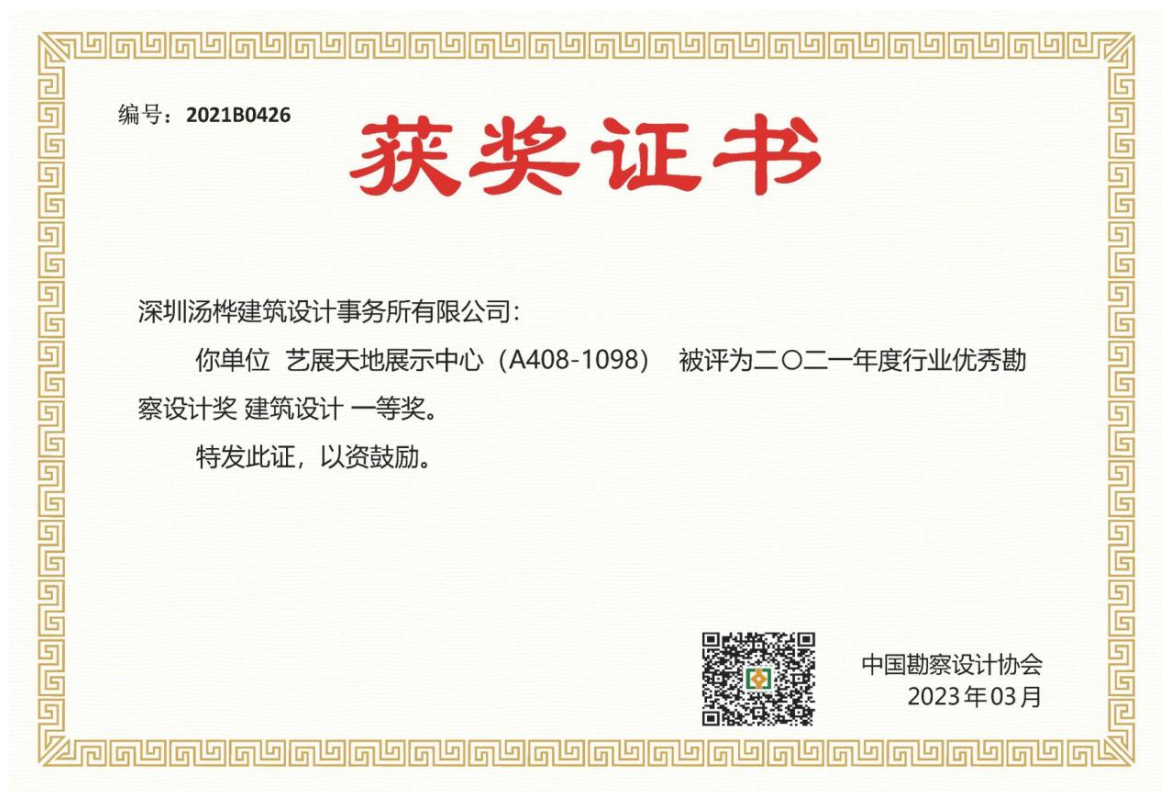 编号：2021B0426
获奖证书
深圳汤桦建筑设计事务所有限公司：
你单位 艺展天地展示中心（A408-1098） 被评为二〇二一年度行业优秀勘
察设计奖 建筑设计 一等奖。
特发此证，以资鼓励。
中国勘察设计协会
2023年03月